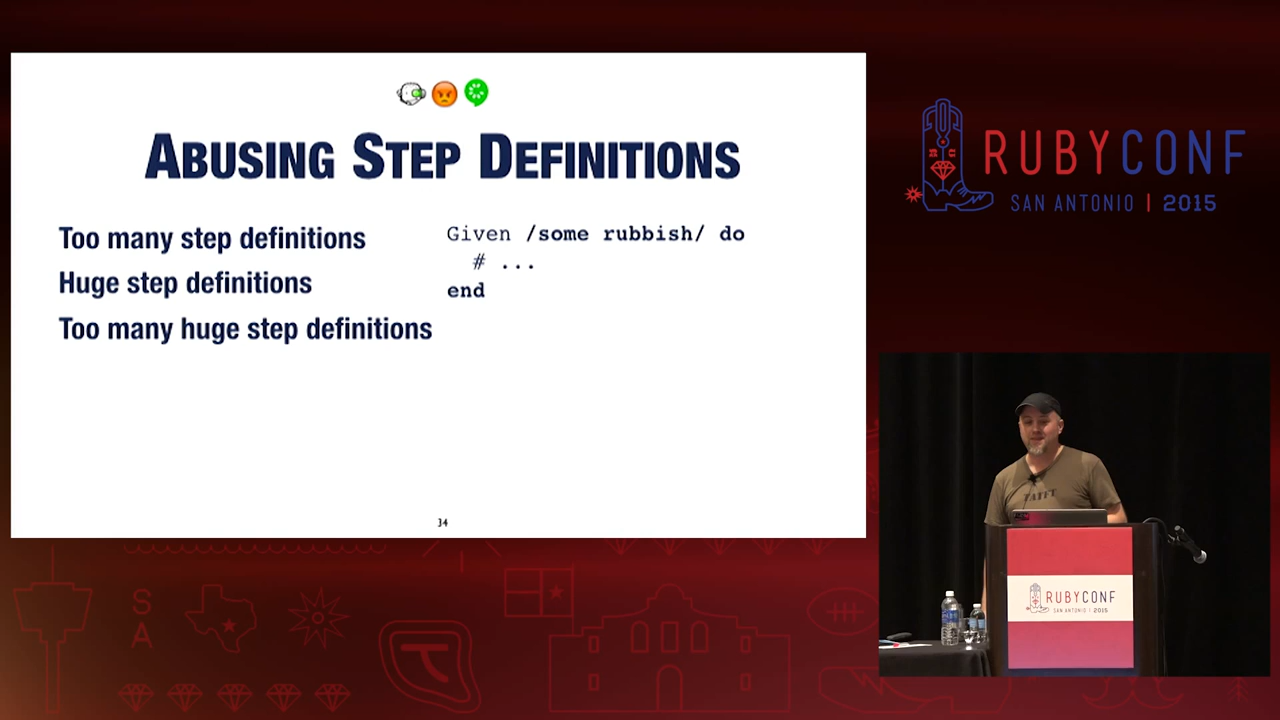 ABUSING STEP DEFINITIONS
Too many step definitions
Huge step definitions
Too many huge step definitions
Given /some rubbish/ do
# ...
end
34
RUBYCONF
SAN ANTONIO | 2015
RUBYCONF
SAN ANTONIO | 2015
S
A